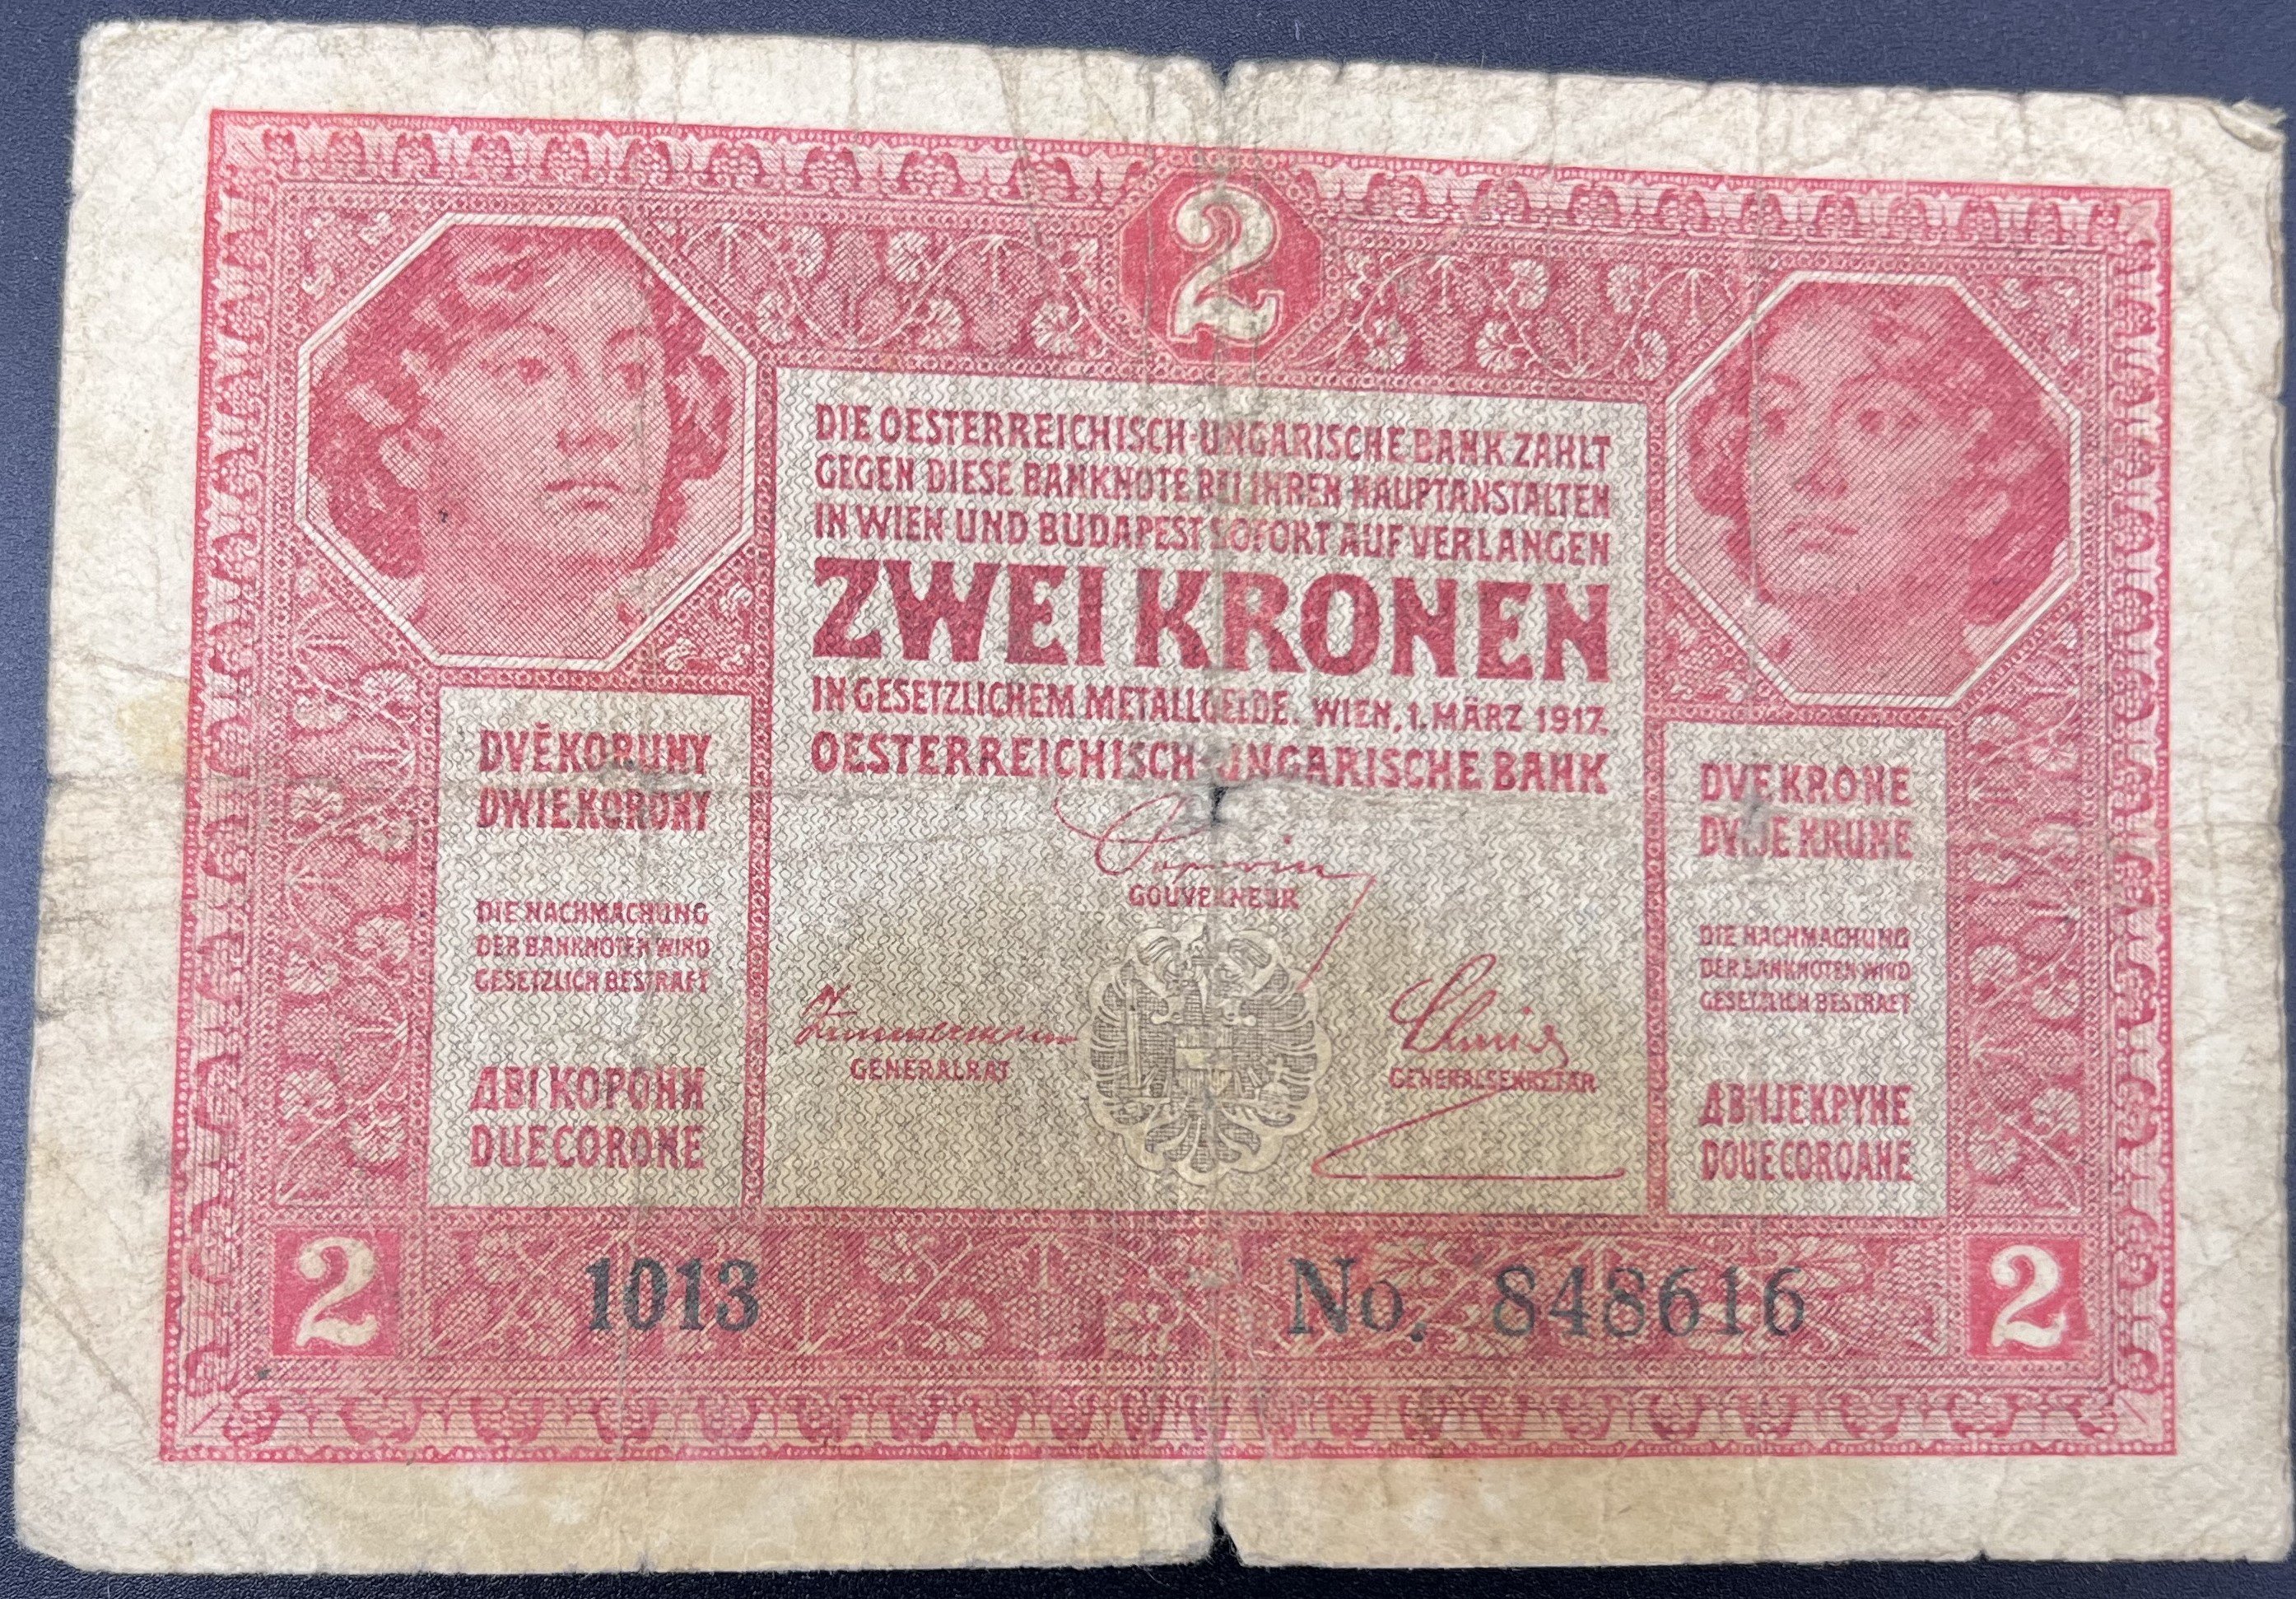 2
DIE OESTERREICHISCH-UNGARISCHE BANK ZAHLT
GEGEN DIESE BANKNOTE BEI IHREN HAUPTANSTALTEN
IN WIEN UND BUDAPEST SOFORT AUF VERLANGEN
ZWEI KRONEN
IN GESETZLICHEM METALLGELDE. WIEN, 1. MÄRZ 1917.
OESTERREICHISCH-UNGARISCHE BANK
GOUVERNEUR
GENERALRAT
GENERALSEKRETÄR
DVĚ KORUNY
DWIE KORONY
DIE NACHMACHUNG
DER BANKNOTEN WIRD
GESETZLICH BESTRAFT
ДВІ КОРОНИ
DUE CORONE
DVE KRONE
DVIJE KRUNE
DIE NACHMACHUNG
DER BANKNOTEN WIRD
GESETZLICH BESTRAFT
ДВИЈЕ КРУНЕ
DOUE COROANE
2
1013
No. 848616
2